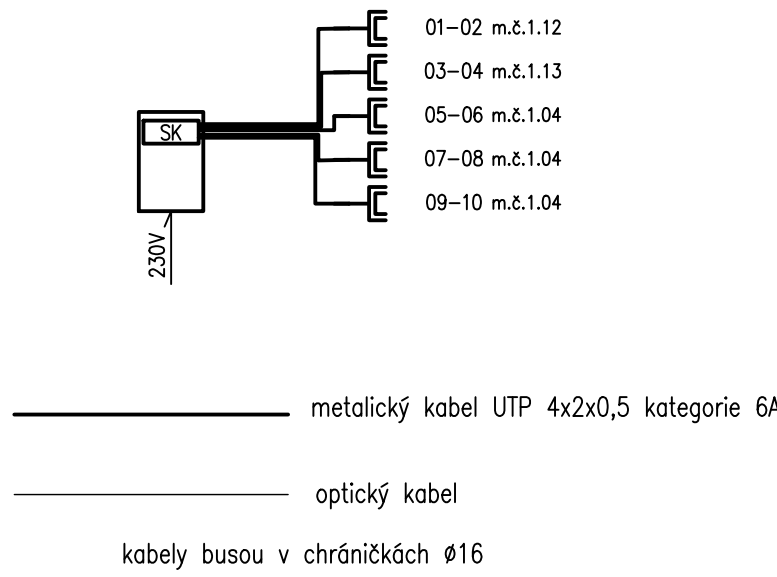 01-02 m.č.1.12
03-04 m.č.1.13
05-06 m.č.1.04
07-08 m.č.1.04
09-10 m.č.1.04
SK
230V
metalický kabel UTP 4x2x0,5 kategorie 6A
optický kabel
kabely busou v chráničkách ø16